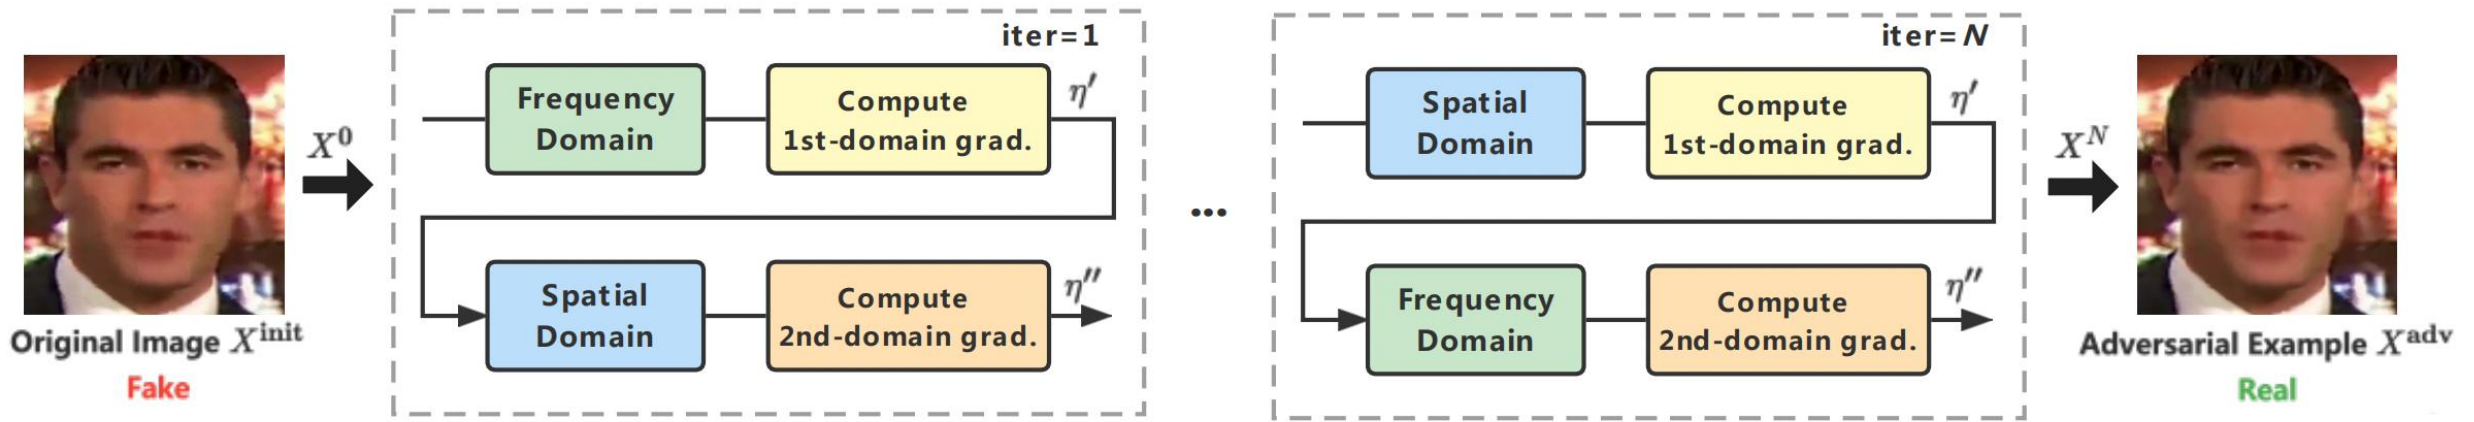 Original Image X^init
Fake
X^0
iter=1
Frequency
Domain
Compute
1st-domain grad.
η′
Spatial
Domain
Compute
2nd-domain grad.
η″
...
iter=N
Spatial
Domain
Compute
1st-domain grad.
η′
Frequency
Domain
Compute
2nd-domain grad.
η″
X^N
Adversarial Example X^adv
Real